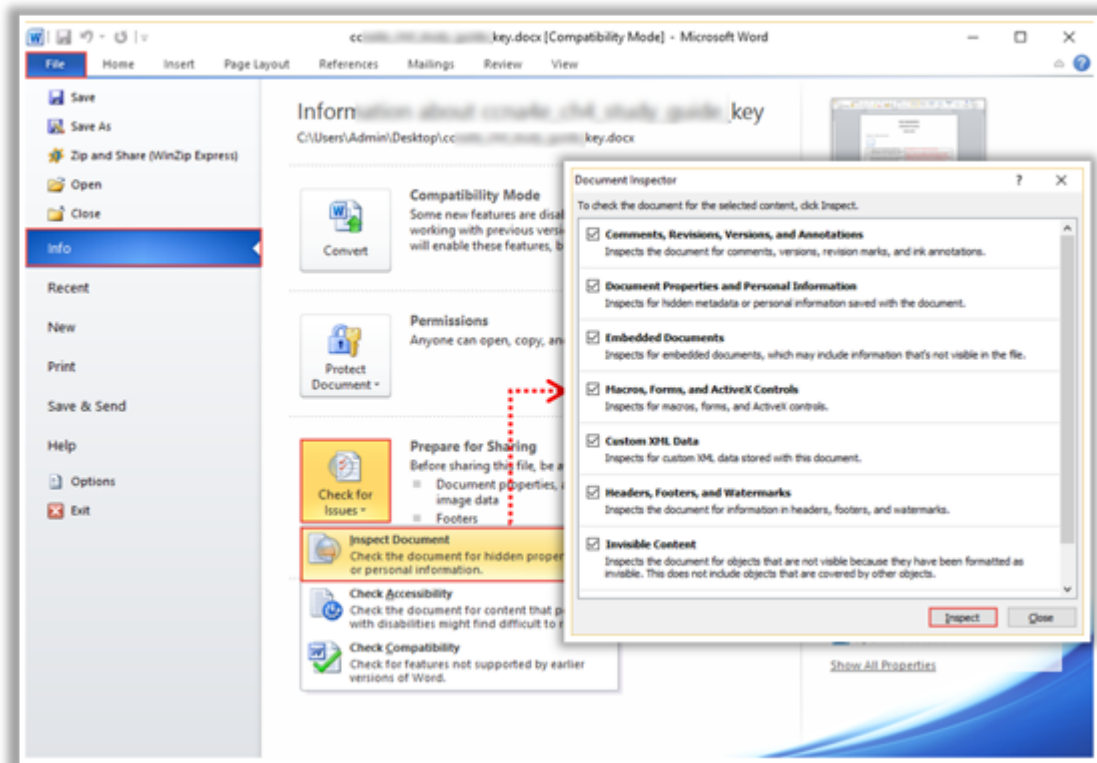 cc key.docx [Compatibility Mode] - Microsoft Word
File Home Insert Page Layout References Mailings Review View
Save
Save As
Zip and Share (WinZip Express)
Open
Close
Info
Recent
New
Print
Save & Send
Help
Options
Exit
Information about ccna4e_ch4_study_guide_key
C:\Users\Admin\Desktop\cc key.docx
Convert
Compatibility Mode
Some new features are disa
working with previous versi
will enable these features, b
Protect
Document
Permissions
Anyone can open, copy, an
Check for
Issues
Prepare for Sharing
Before sharing this file, be a
Document properties, a
image data
Footers
Inspect Document
Check the document for hidden proper
or personal information.
Check Accessibility
Check the document for content that p
with disabilities might find difficult to r
Check Compatibility
Check for features not supported by earlier
versions of Word.
Document Inspector
To check the document for the selected content, click Inspect.
Comments, Revisions, Versions, and Annotations
Inspects the document for comments, versions, revision marks, and ink annotations.
Document Properties and Personal Information
Inspects for hidden metadata or personal information saved with the document.
Embedded Documents
Inspects for embedded documents, which may include information that's not visible in the file.
Macros, Forms, and ActiveX Controls
Inspects for macros, forms, and ActiveX controls.
Custom XML Data
Inspects for custom XML data stored with this document.
Headers, Footers, and Watermarks
Inspects the document for information in headers, footers, and watermarks.
Invisible Content
Inspects the document for objects that are not visible because they have been formatted as
invisible. This does not include objects that are covered by other objects.
Inspect Close
Show All Properties